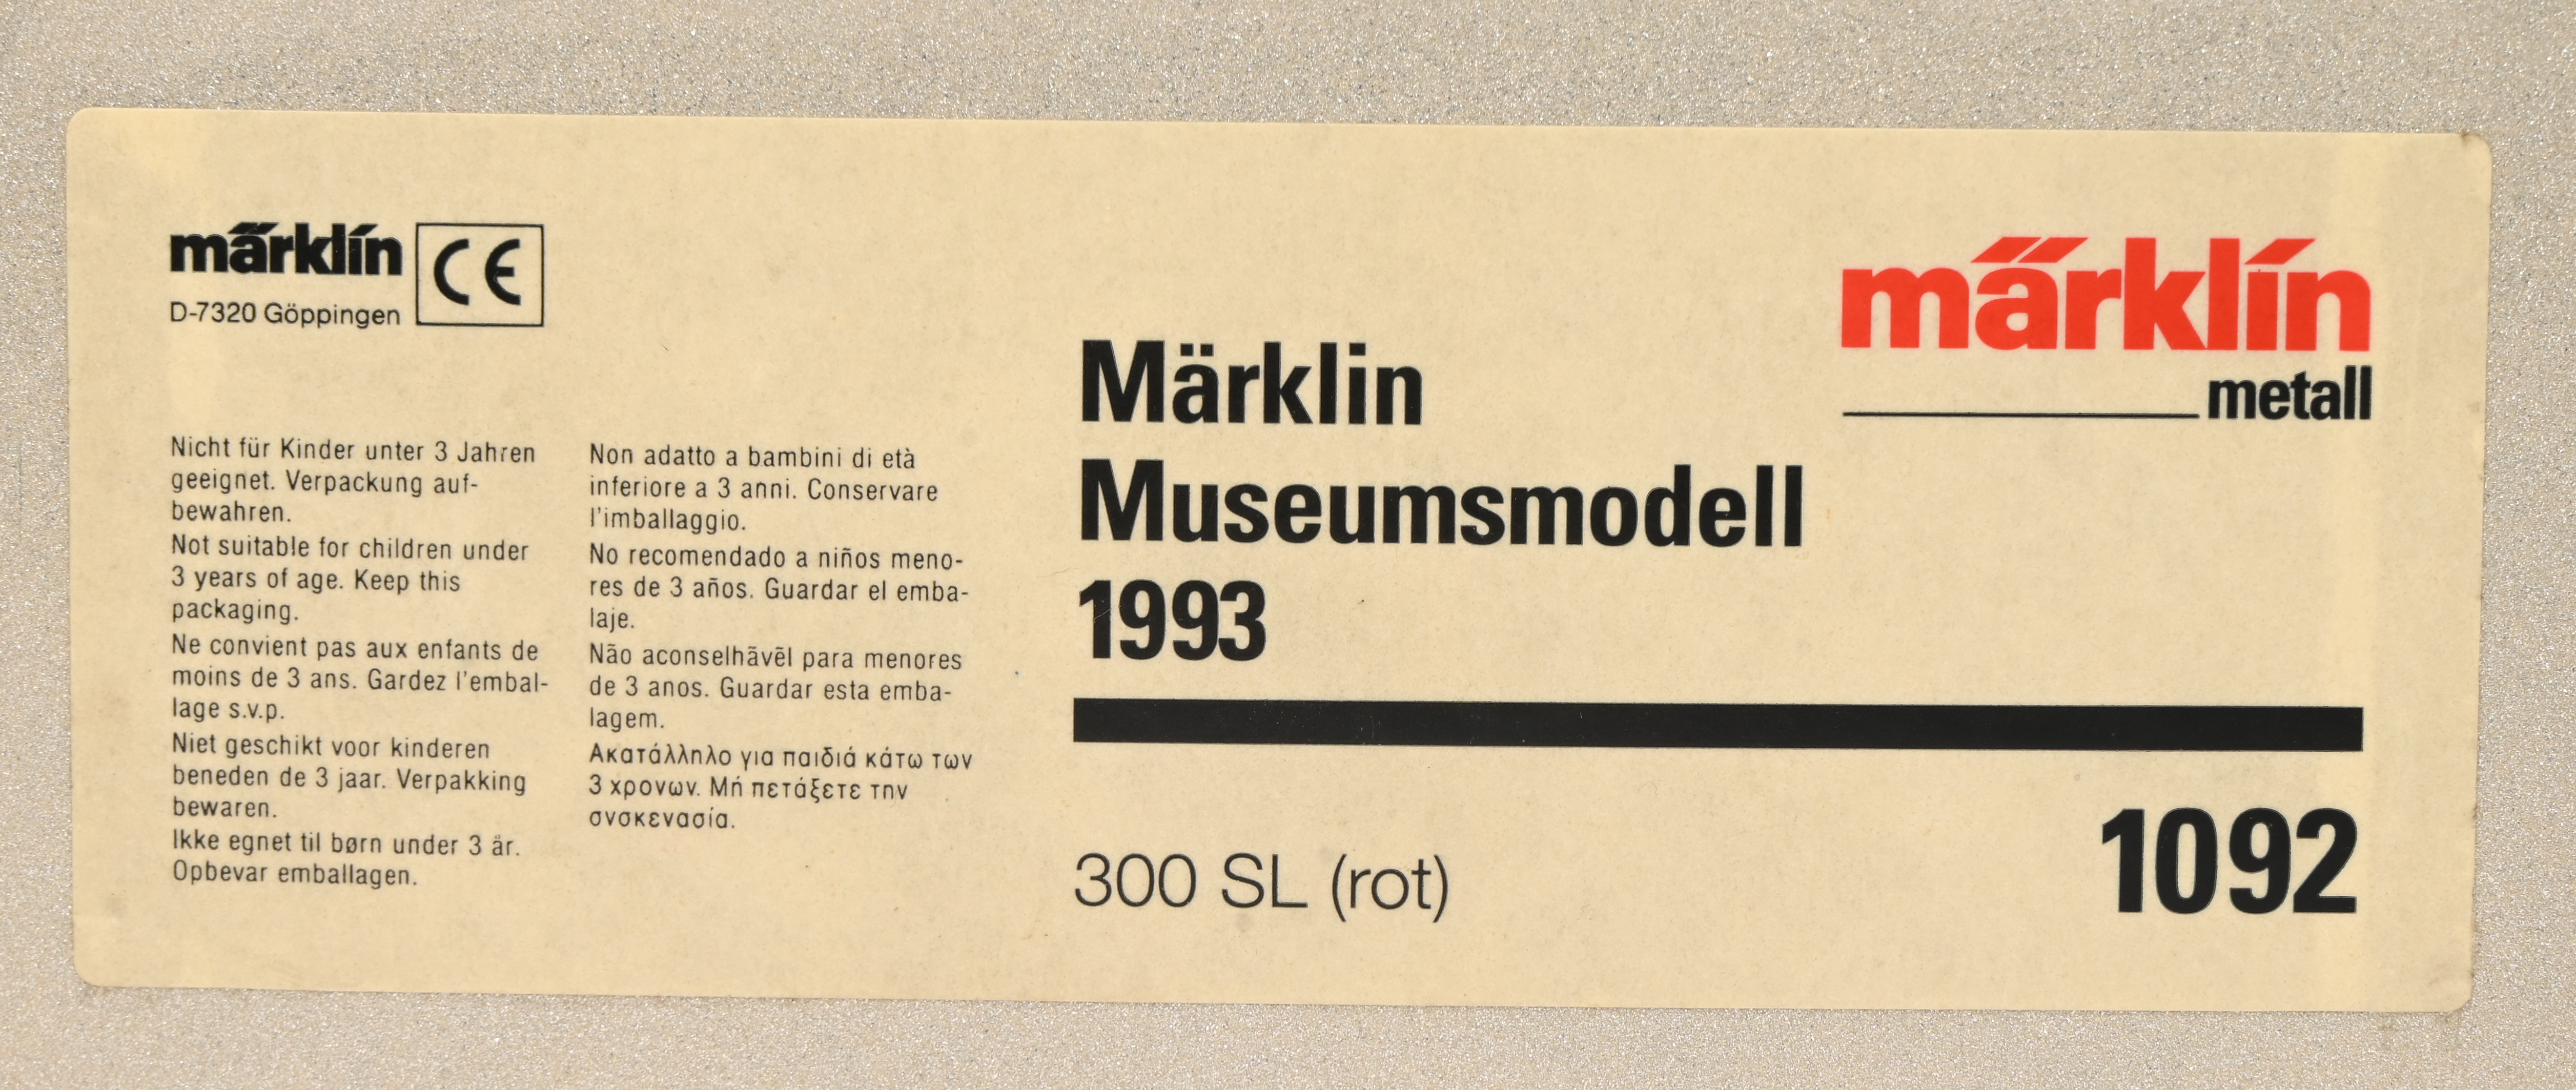 märklín CE
D-7320 Göppingen
Nicht für Kinder unter 3 Jahren
geeignet. Verpackung auf-
bewahren.
Not suitable for children under
3 years of age. Keep this
packaging.
Ne convient pas aux enfants de
moins de 3 ans. Gardez l'embal-
lage s.v.p.
Niet geschikt voor kinderen
beneden de 3 jaar. Verpakking
bewaren.
Ikke egnet til børn under 3 år.
Opbevar emballagen.
Non adatto a bambini di età
inferiore a 3 anni. Conservare
l'imballaggio.
No recomendado a niños meno-
res de 3 años. Guardar el emba-
laje.
Não aconselhãvẽl para menores
de 3 anos. Guardar esta emba-
lagem.
Ακατάλληλο για παιδιά κάτω των
3 χρονων. Μή πετάξετε την
σνσκενασία.
märklín
metall
Märklin
Museumsmodell
1993
300 SL (rot)
1092